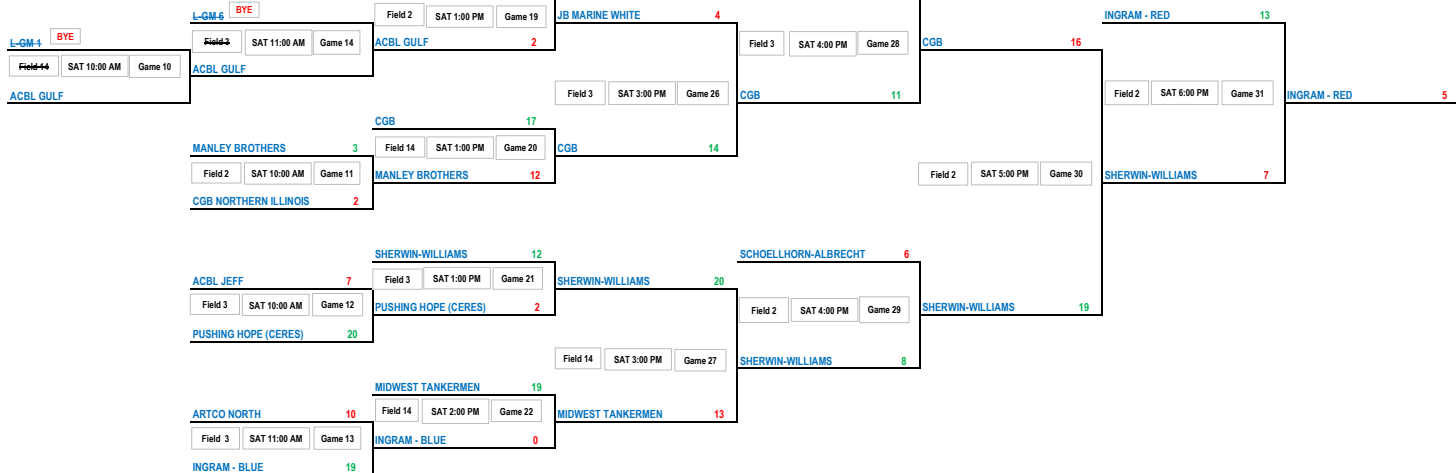 L-GM 6 BYE
Field 2 SAT 1:00 PM Game 19
JB MARINE WHITE 4
INGRAM - RED 13
L-GM 1 BYE
Field 3 SAT 11:00 AM Game 14
ACBL GULF 2
Field 3 SAT 4:00 PM Game 28
CGB 16
Field 14 SAT 10:00 AM Game 10
ACBL GULF
ACBL GULF
Field 3 SAT 3:00 PM Game 26
CGB 11
Field 2 SAT 6:00 PM Game 31
INGRAM - RED 5
CGB 17
MANLEY BROTHERS 3
Field 14 SAT 1:00 PM Game 20
CGB 14
Field 2 SAT 10:00 AM Game 11
MANLEY BROTHERS 12
Field 2 SAT 5:00 PM Game 30
SHERWIN-WILLIAMS 7
CGB NORTHERN ILLINOIS 2
SHERWIN-WILLIAMS 12
SCHOELLHORN-ALBRECHT 6
ACBL JEFF 7
Field 3 SAT 1:00 PM Game 21
SHERWIN-WILLIAMS 20
Field 3 SAT 10:00 AM Game 12
PUSHING HOPE (CERES) 2
Field 2 SAT 4:00 PM Game 29
SHERWIN-WILLIAMS 19
PUSHING HOPE (CERES) 20
Field 14 SAT 3:00 PM Game 27
SHERWIN-WILLIAMS 8
MIDWEST TANKERMEN 19
ARTCO NORTH 10
Field 14 SAT 2:00 PM Game 22
MIDWEST TANKERMEN 13
Field 3 SAT 11:00 AM Game 13
INGRAM - BLUE 0
INGRAM - BLUE 19